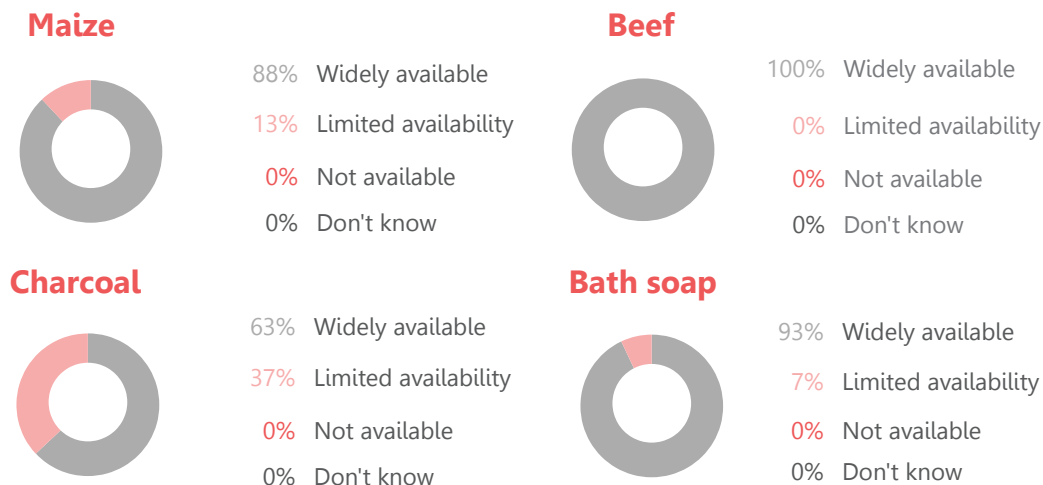 Maize
88% Widely available
13% Limited availability
0% Not available
0% Don't know
Beef
100% Widely available
0% Limited availability
0% Not available
0% Don't know
Charcoal
63% Widely available
37% Limited availability
0% Not available
0% Don't know
Bath soap
93% Widely available
7% Limited availability
0% Not available
0% Don't know